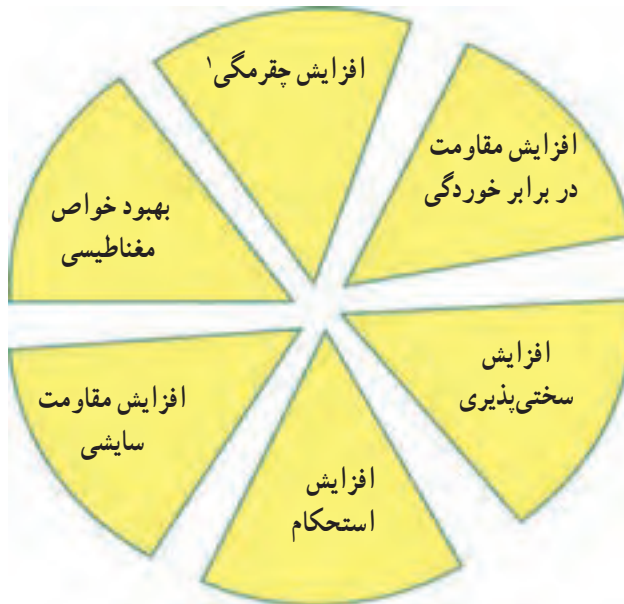 افزایش چقرمگی۱
افزایش مقاومت
در برابر خوردگی
بهبود خواص
مغناطیسی
افزایش
سختی‌پذیری
افزایش مقاومت
سایشی
افزایش
استحکام